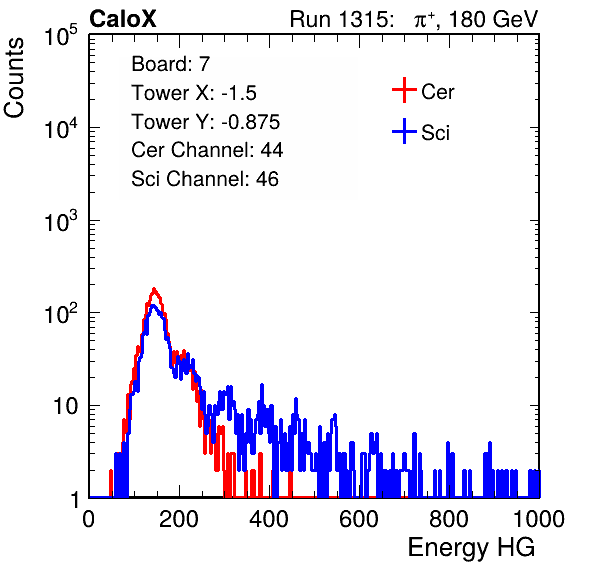 CaloX Run 1315: π⁺, 180 GeV
Counts
Board: 7
Tower X: -1.5
Tower Y: -0.875
Cer Channel: 44
Sci Channel: 46
Cer
Sci
10⁵
10⁴
10³
10²
10
1
0 200 400 600 800 1000
Energy HG